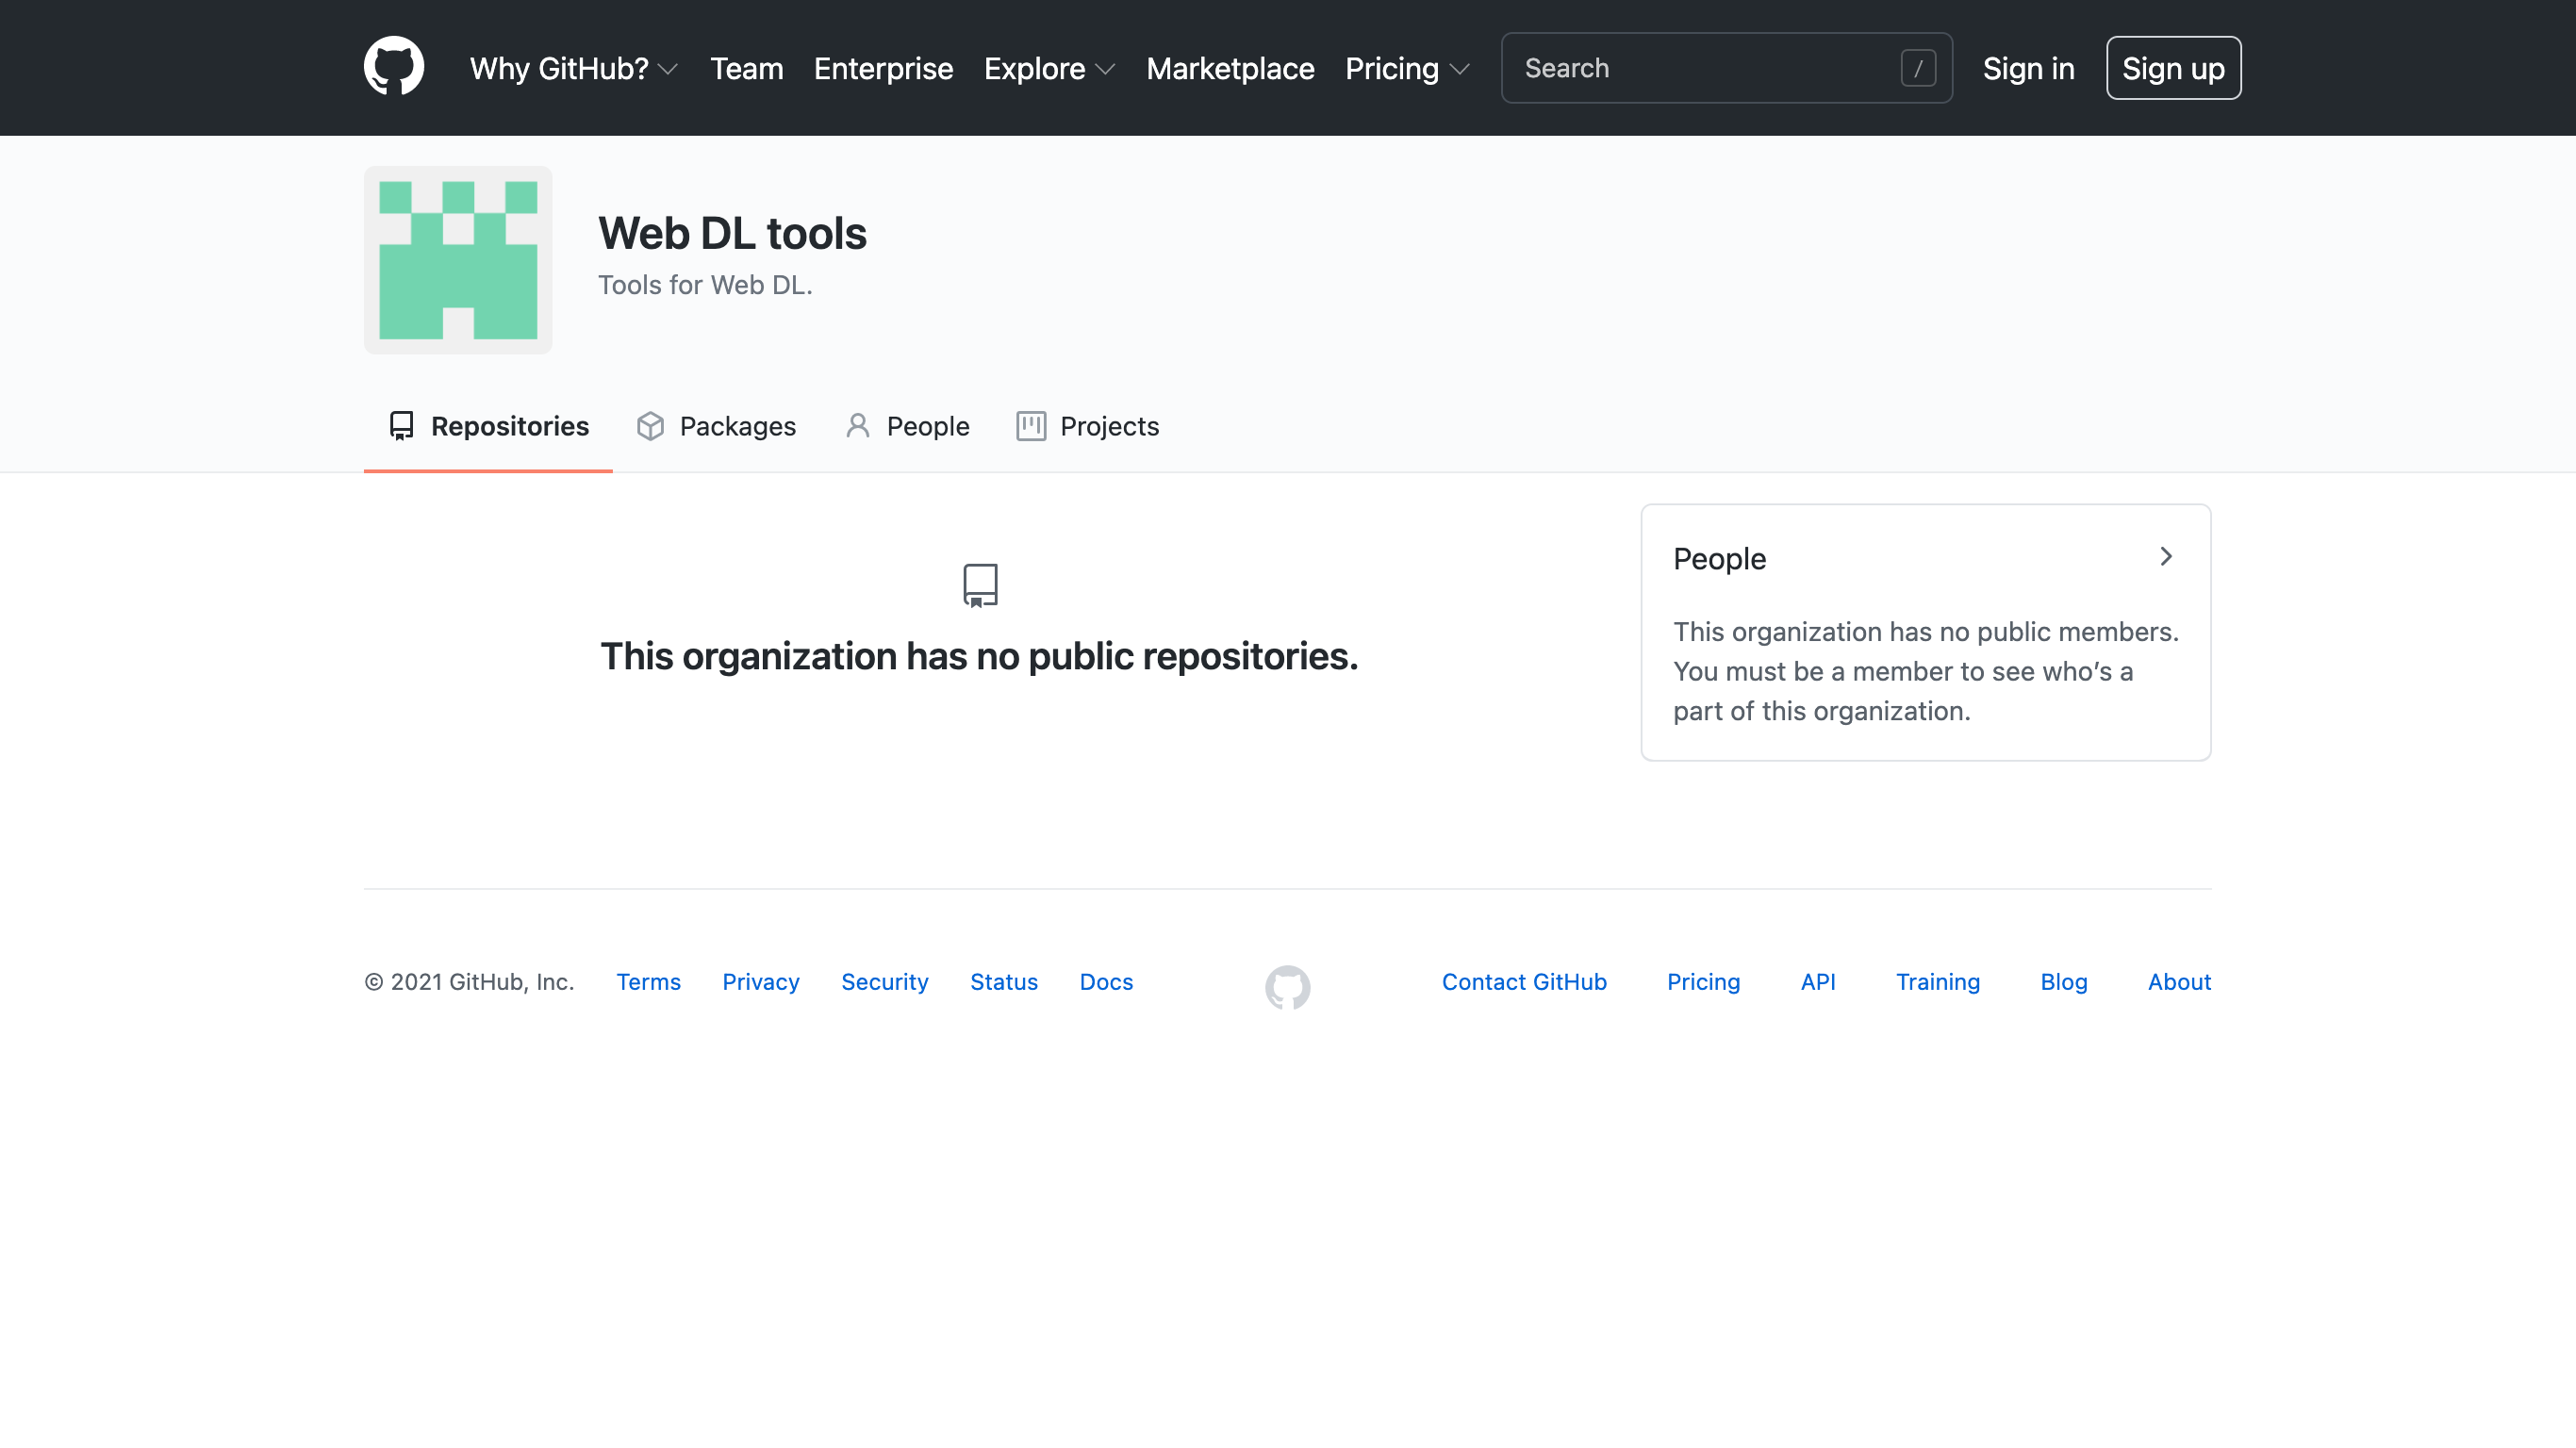 Why GitHub? Team Enterprise Explore Marketplace Pricing Search / Sign in Sign up
Web DL tools
Tools for Web DL.
Repositories Packages People Projects
This organization has no public repositories.
People
This organization has no public members.
You must be a member to see who’s a
part of this organization.
© 2021 GitHub, Inc. Terms Privacy Security Status Docs Contact GitHub Pricing API Training Blog About